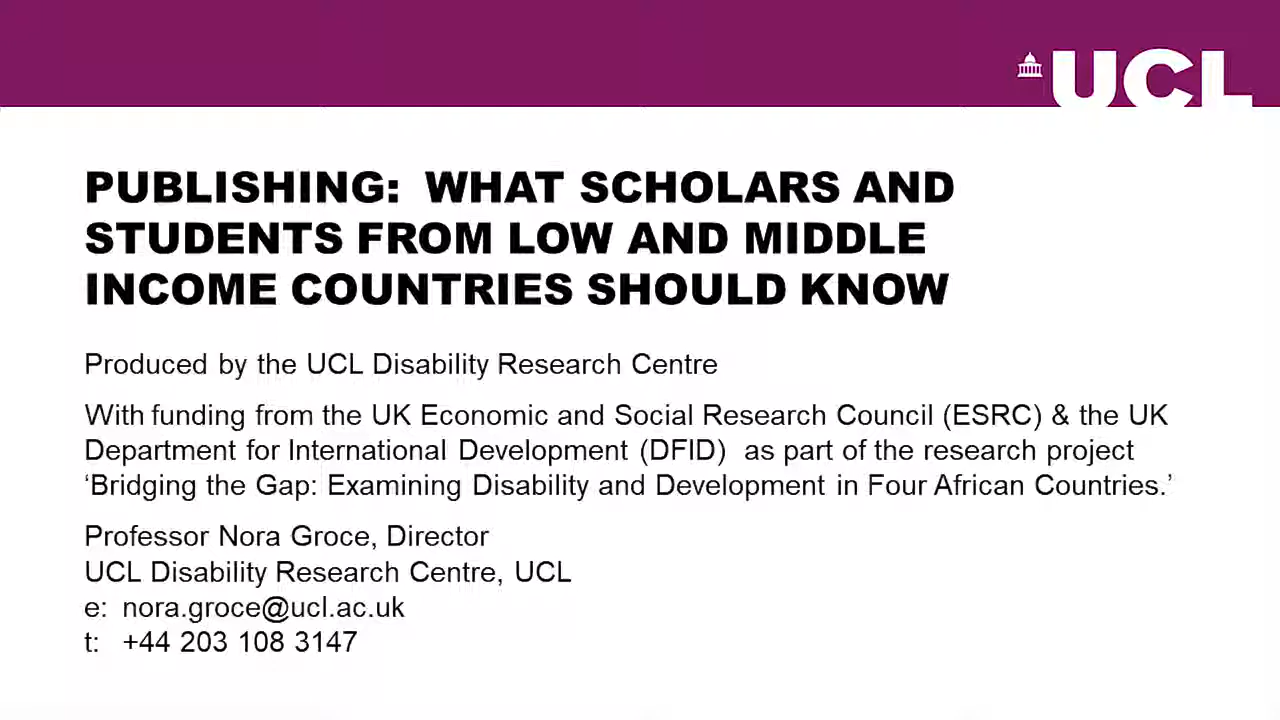 UCL
PUBLISHING: WHAT SCHOLARS AND
STUDENTS FROM LOW AND MIDDLE
INCOME COUNTRIES SHOULD KNOW
Produced by the UCL Disability Research Centre
With funding from the UK Economic and Social Research Council (ESRC) & the UK
Department for International Development (DFID) as part of the research project
‘Bridging the Gap: Examining Disability and Development in Four African Countries.’
Professor Nora Groce, Director
UCL Disability Research Centre, UCL
e: nora.groce@ucl.ac.uk
t: +44 203 108 3147